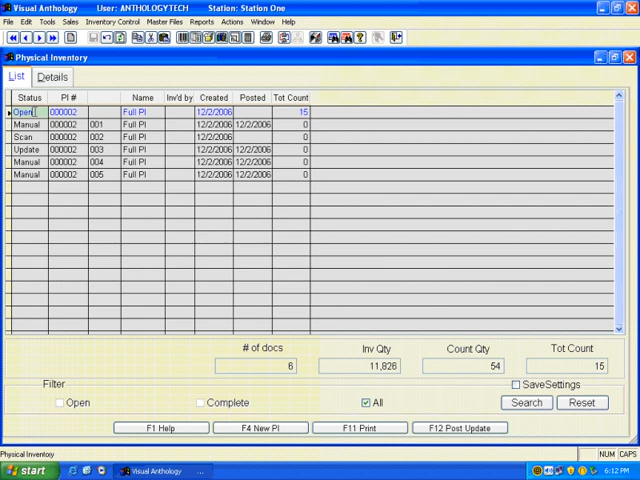 Visual Anthology User: ANTHOLOGYTECH Station: Station One
File Edit Tools Sales Inventory Control Master Files Reports Actions Window Help
Physical Inventory
List Details
Status PI # Name Inv'd by Created Posted Tot Count
Open 000002 Full PI 12/2/2006 15
Manual 000002 001 Full PI 12/2/2006 12/2/2006 0
Scan 000002 002 Full PI 12/2/2006 0
Update 000002 003 Full PI 12/2/2006 12/2/2006 0
Manual 000002 004 Full PI 12/2/2006 12/2/2006 0
Manual 000002 005 Full PI 12/2/2006 12/2/2006 0
# of docs Inv Qty Count Qty Tot Count
6 11,826 54 15
Filter SaveSettings
Open Complete All Search Reset
F1 Help F4 New PI F11 Print F12 Post Update
Physical Inventory NUM CAPS
start Visual Anthology ... 6:12 PM